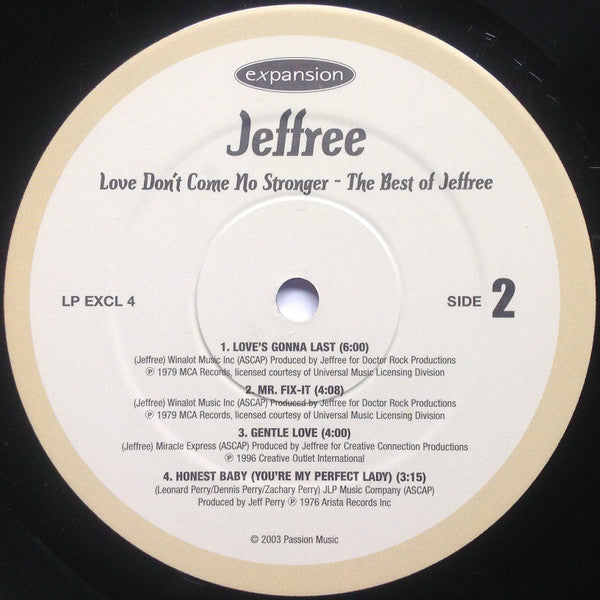 expansion
Jeffree
Love Don't Come No Stronger - The Best of Jeffree
LP EXCL 4
SIDE 2
1. LOVE'S GONNA LAST (6:00)
(Jeffree) Winalot Music Inc (ASCAP) Produced by Jeffree for Doctor Rock Productions
℗ 1979 MCA Records, licensed courtesy of Universal Music Licensing Division
2. MR. FIX-IT (4:08)
(Jeffree) Winalot Music Inc (ASCAP) Produced by Jeffree for Doctor Rock Productions
℗ 1979 MCA Records, licensed courtesy of Universal Music Licensing Division
3. GENTLE LOVE (4:00)
(Jeffree) Miracle Express (ASCAP) Produced by Jeffree for Creative Connection Productions
℗ 1996 Creative Outlet International
4. HONEST BABY (YOU'RE MY PERFECT LADY) (3:15)
(Leonard Perry/Dennis Perry/Zachary Perry) JLP Music Company (ASCAP)
Produced by Jeff Perry ℗ 1976 Arista Records Inc
© 2003 Passion Music